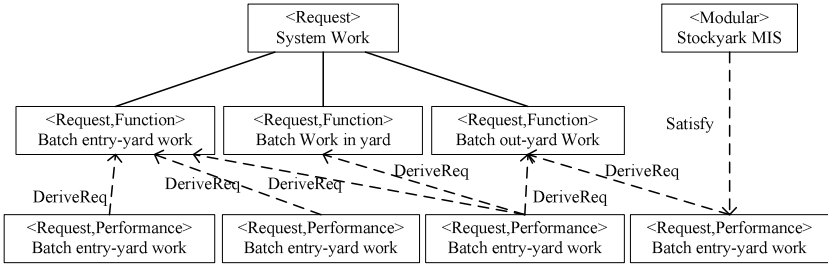 <Request>
System Work
<Modular>
Stockyark MIS
<Request,Function>
Batch entry-yard work
<Request,Function>
Batch Work in yard
<Request,Function>
Batch out-yard Work
Satisfy
DeriveReq
DeriveReq
DeriveReq
DeriveReq
DeriveReq
DeriveReq
<Request,Performance>
Batch entry-yard work
<Request,Performance>
Batch entry-yard work
<Request,Performance>
Batch entry-yard work
<Request,Performance>
Batch entry-yard work